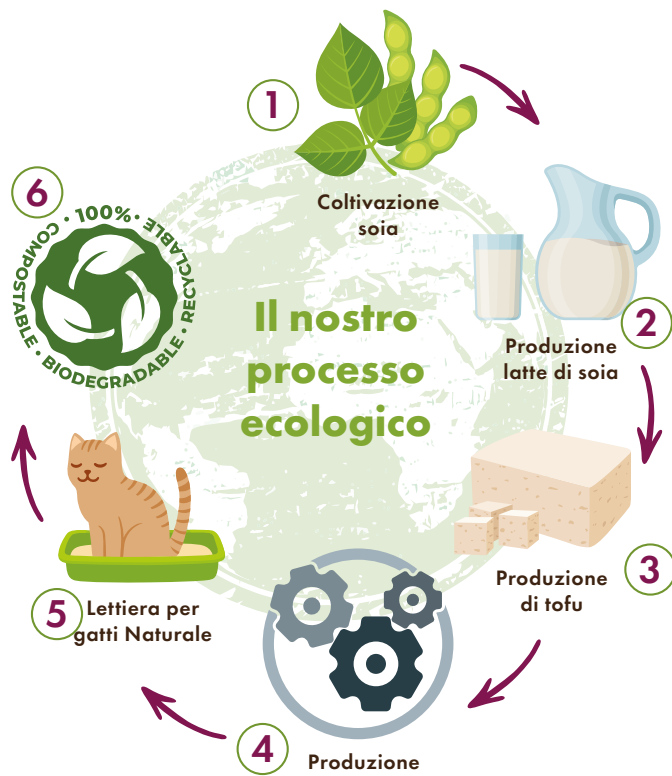 1
Coltivazione
soia
2
Produzione
latte di soia
3
Produzione
di tofu
4
Produzione
5
Lettiera per
gatti Naturale
6
100% • RECYCLABLE • BIODEGRADABLE • COMPOSTABLE •
Il nostro
processo
ecologico